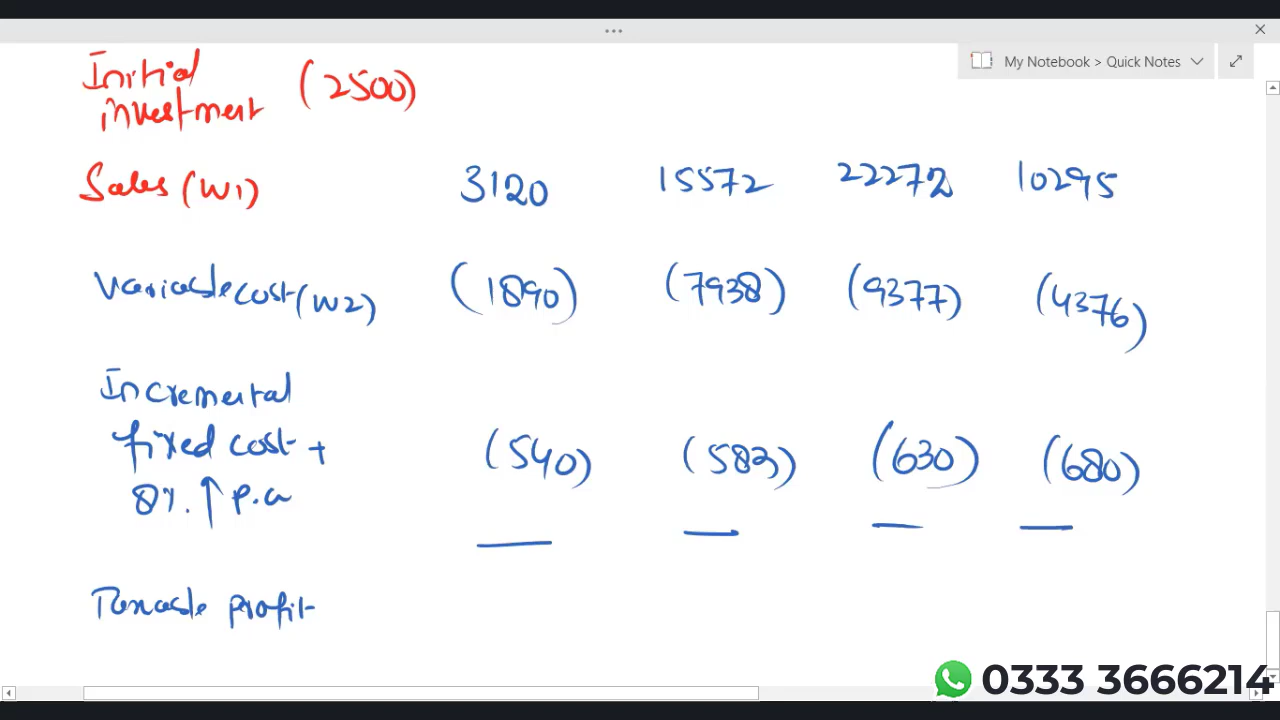 My Notebook > Quick Notes
Initial
investment (2500)
Sales (W1) 3120 15572 22272 10295
Variable cost (W2) (1890) (7938) (9377) (4376)
Incremental
fixed cost +
8% ↑ p.a (540) (583) (630) (680)
Taxable profit
0333 3666214